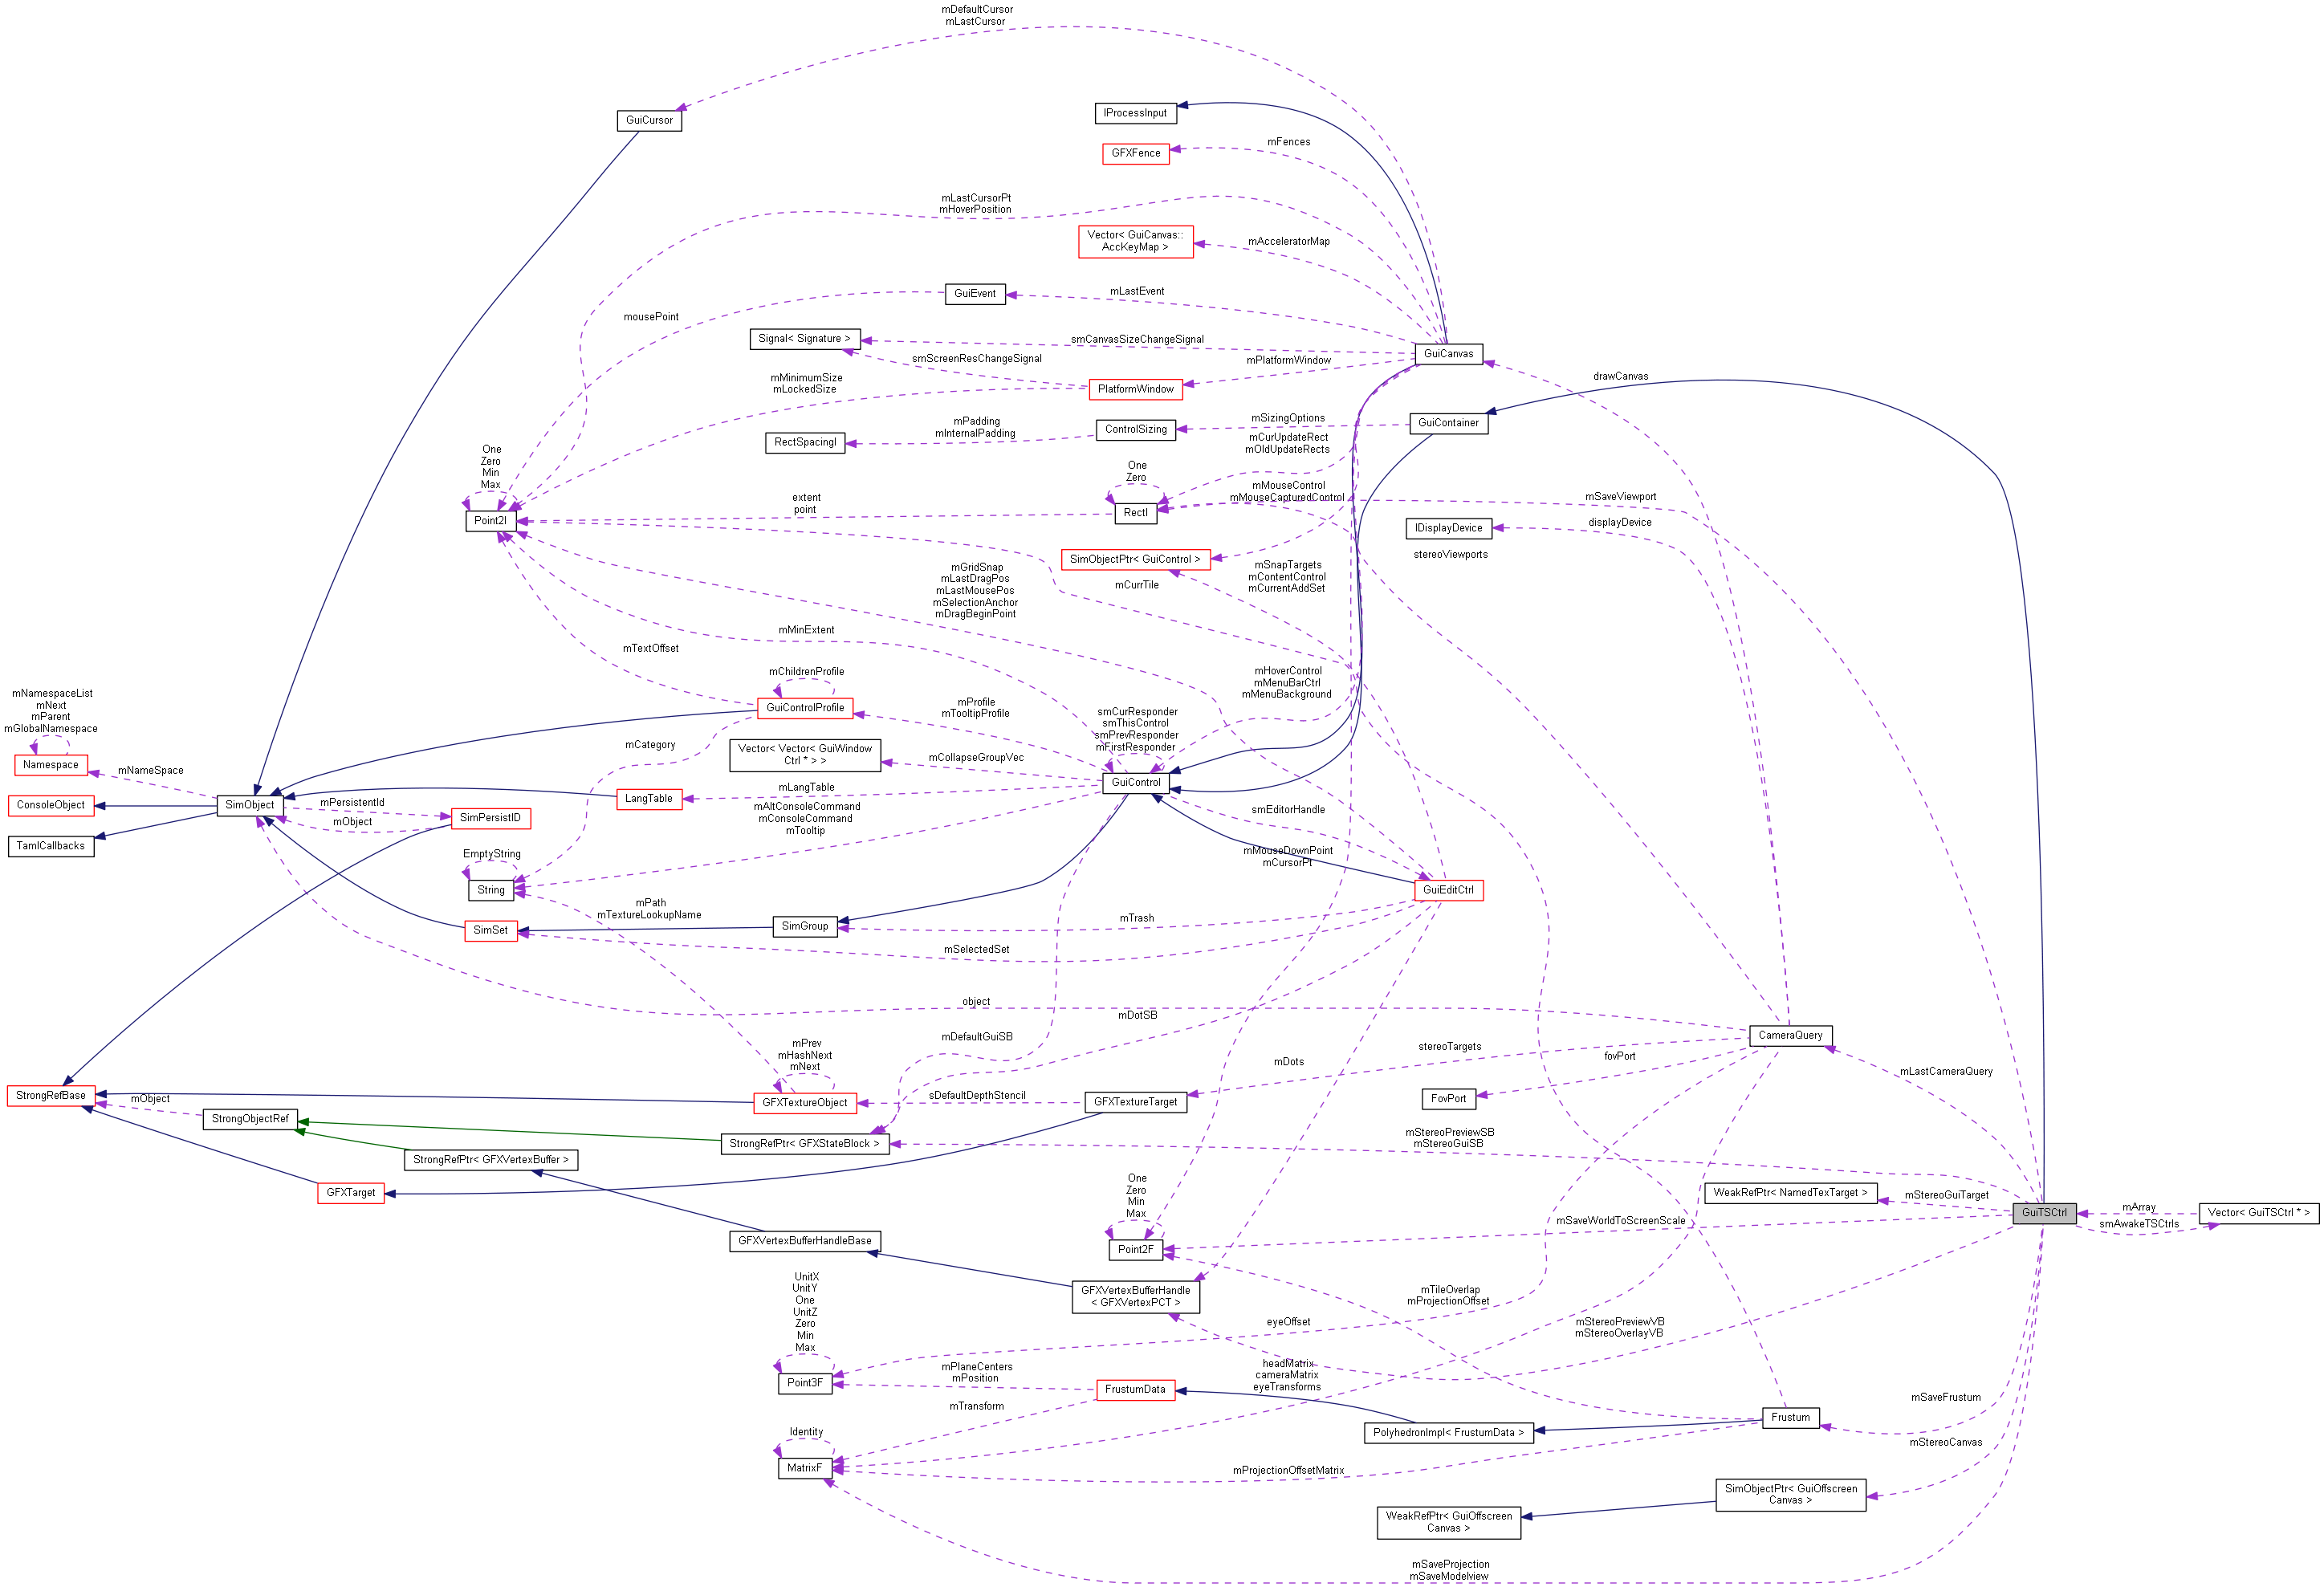 mDefaultCursor
mLastCursor
GuiCursor
IProcessInput
GFXFence
mFences
mLastCursorPt
mHoverPosition
Vector< GuiCanvas::
AccKeyMap >
mAcceleratorMap
GuiEvent
mLastEvent
mousePoint
Signal< Signature >
smCanvasSizeChangeSignal
smScreenResChangeSignal
mPlatformWindow
PlatformWindow
GuiCanvas
drawCanvas
mMinimumSize
mLockedSize
mSizingOptions
GuiContainer
mPadding
mInternalPadding
ControlSizing
RectSpacingI
mCurUpdateRect
mOldUpdateRects
One
Zero
Min
Max
One
Zero
mMouseControl
mMouseCapturedControl
mSaveViewport
extent
point
RectI
Point2I
IDisplayDevice
displayDevice
stereoViewports
SimObjectPtr< GuiControl >
mSnapTargets
mContentControl
mCurrentAddSet
mCurrTile
mGridSnap
mLastDragPos
mLastMousePos
mSelectionAnchor
mDragBeginPoint
mMinExtent
mTextOffset
mChildrenProfile
mHoverControl
mMenuBarCtrl
mMenuBackground
mNamespaceList
mNext
mParent
mGlobalNamespace
GuiControlProfile
mProfile
mTooltipProfile
smCurResponder
smThisControl
smPrevResponder
mFirstResponder
mCategory
Vector< Vector< GuiWindow
Ctrl * > >
mCollapseGroupVec
Namespace
mNameSpace
GuiControl
ConsoleObject
SimObject
mPersistentId
mObject
SimPersistID
LangTable
mLangTable
mAltConsoleCommand
mConsoleCommand
mTooltip
smEditorHandle
TamlCallbacks
EmptyString
mMouseDownPoint
mCursorPt
String
GuiEditCtrl
mPath
mTextureLookupName
SimSet
SimGroup
mTrash
mSelectedSet
object
mDefaultGuiSB
mDotSB
CameraQuery
mPrev
mHashNext
mNext
mDots
stereoTargets
fovPort
mLastCameraQuery
StrongRefBase
mObject
GFXTextureObject
sDefaultDepthStencil
GFXTextureTarget
FovPort
StrongObjectRef
StrongRefPtr< GFXStateBlock >
mStereoPreviewSB
mStereoGuiSB
StrongRefPtr< GFXVertexBuffer >
GFXTarget
One
Zero
Min
Max
WeakRefPtr< NamedTexTarget >
mStereoGuiTarget
GuiTSCtrl
mArray
smAwakeTSCtrls
Vector< GuiTSCtrl * >
mSaveWorldToScreenScale
GFXVertexBufferHandleBase
Point2F
UnitX
UnitY
One
UnitZ
Zero
Min
Max
GFXVertexBufferHandle
< GFXVertexPCT >
mTileOverlap
mProjectionOffset
eyeOffset
mStereoPreviewVB
mStereoOverlayVB
Point3F
mPlaneCenters
mPosition
FrustumData
headMatrix
cameraMatrix
eyeTransforms
mTransform
mSaveFrustum
Identity
PolyhedronImpl< FrustumData >
Frustum
mStereoCanvas
MatrixF
mProjectionOffsetMatrix
SimObjectPtr< GuiOffscreen
Canvas >
WeakRefPtr< GuiOffscreen
Canvas >
mSaveProjection
mSaveModelview